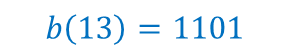 b(13) = 1101